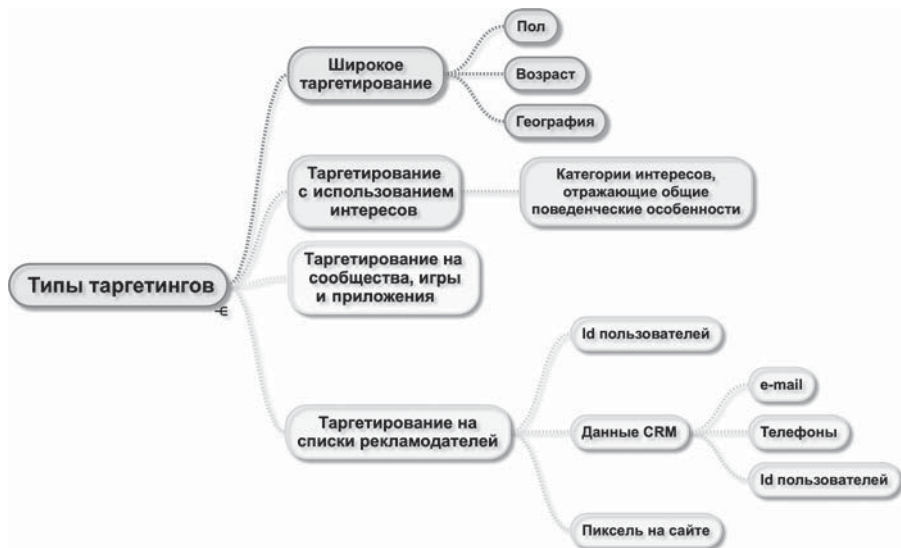 Типы таргетингов
Широкое
таргетирование
Пол
Возраст
География
Таргетирование
с использованием
интересов
Категории интересов,
отражающие общие
поведенческие особенности
Таргетирование на
сообщества, игры
и приложения
Таргетирование на
списки рекламодателей
Id пользователей
Данные CRM
e-mail
Телефоны
Id пользователей
Пиксель на сайте